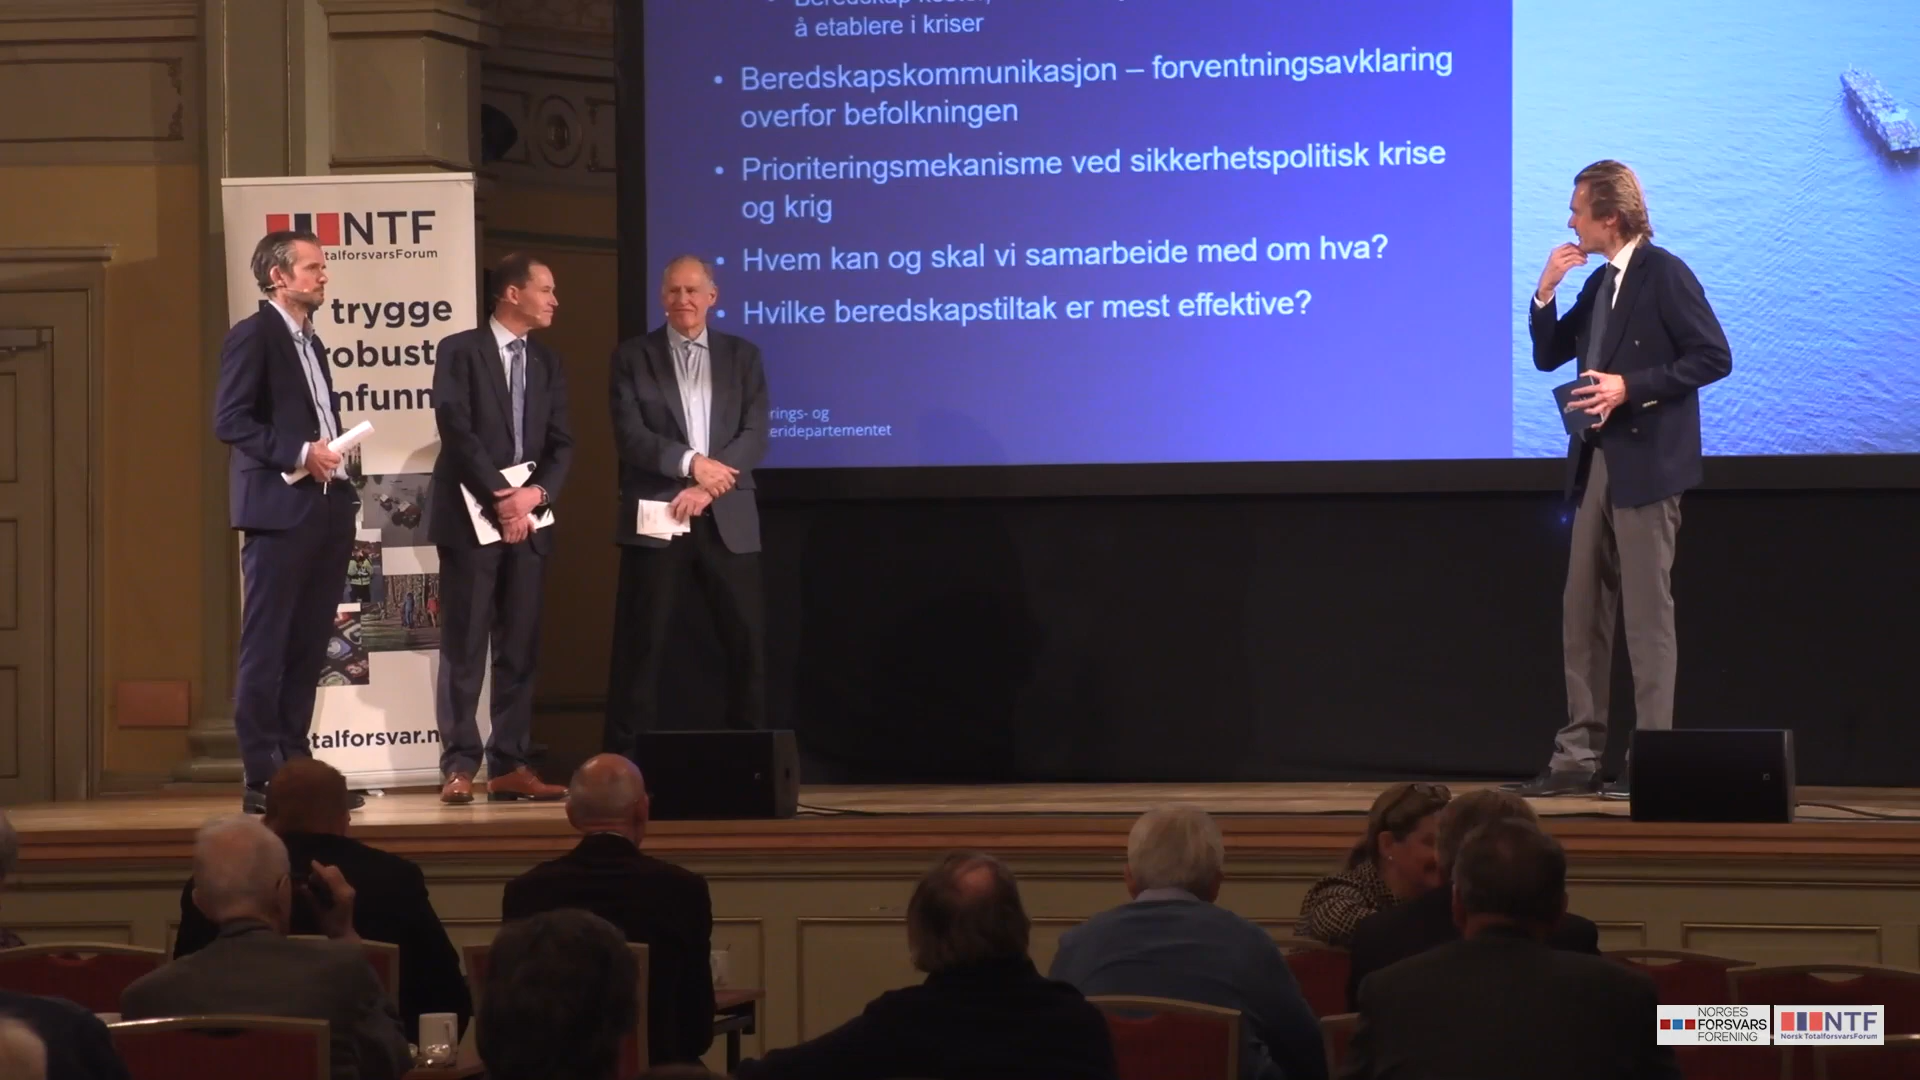 å etablere i kriser
• Beredskapskommunikasjon – forventningsavklaring
overfor befolkningen
• Prioriteringsmekanisme ved sikkerhetspolitisk krise
og krig
• Hvem kan og skal vi samarbeide med om hva?
• Hvilke beredskapstiltak er mest effektive?
rings- og
eridepartementet
NTF
talforsvarsForum
trygge
robust
nfunn
talforsvar.n
NORGES
FORSVARS
FORENING
NTF
Norsk TotalforsvarsForum